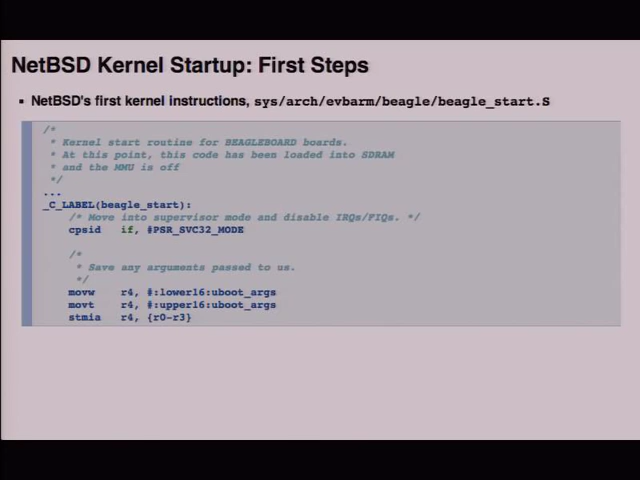 NetBSD Kernel Startup: First Steps
▪ NetBSD's first kernel instructions, sys/arch/evbarm/beagle/beagle_start.S
/*
 * Kernel start routine for BEAGLEBOARD boards.
 * At this point, this code has been loaded into SDRAM
 * and the MMU is off
 */
...
_C_LABEL(beagle_start):
/* Move into supervisor mode and disable IRQs/FIQs. */
cpsid if, #PSR_SVC32_MODE
/*
 * Save any arguments passed to us.
 */
movw r4, #:lower16:uboot_args
movt r4, #:upper16:uboot_args
stmia r4, {r0-r3}